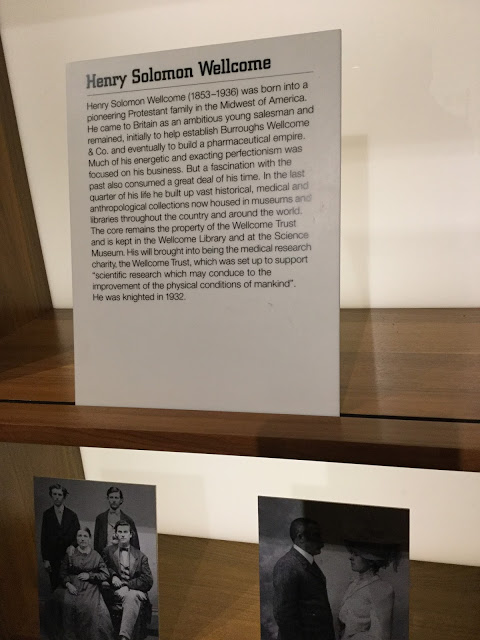 Henry Solomon Wellcome
Henry Solomon Wellcome (1853–1936) was born into a
pioneering Protestant family in the Midwest of America.
He came to Britain as an ambitious young salesman and
remained, initially to help establish Burroughs Wellcome
& Co. and eventually to build a pharmaceutical empire.
Much of his energetic and exacting perfectionism was
focused on his business. But a fascination with the
past also consumed a great deal of his time. In the last
quarter of his life he built up vast historical, medical and
anthropological collections now housed in museums and
libraries throughout the country and around the world.
The core remains the property of the Wellcome Trust
and is kept in the Wellcome Library and at the Science
Museum. His will brought into being the medical research
charity, the Wellcome Trust, which was set up to support
“scientific research which may conduce to the
improvement of the physical conditions of mankind”.
He was knighted in 1932.